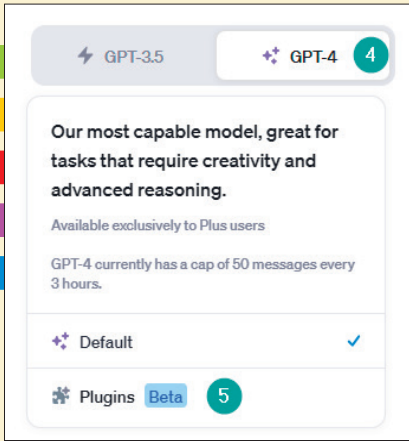 GPT-3.5 GPT-4 4
Our most capable model, great for
tasks that require creativity and
advanced reasoning.
Available exclusively to Plus users
GPT-4 currently has a cap of 50 messages every
3 hours.
Default
Plugins Beta 5